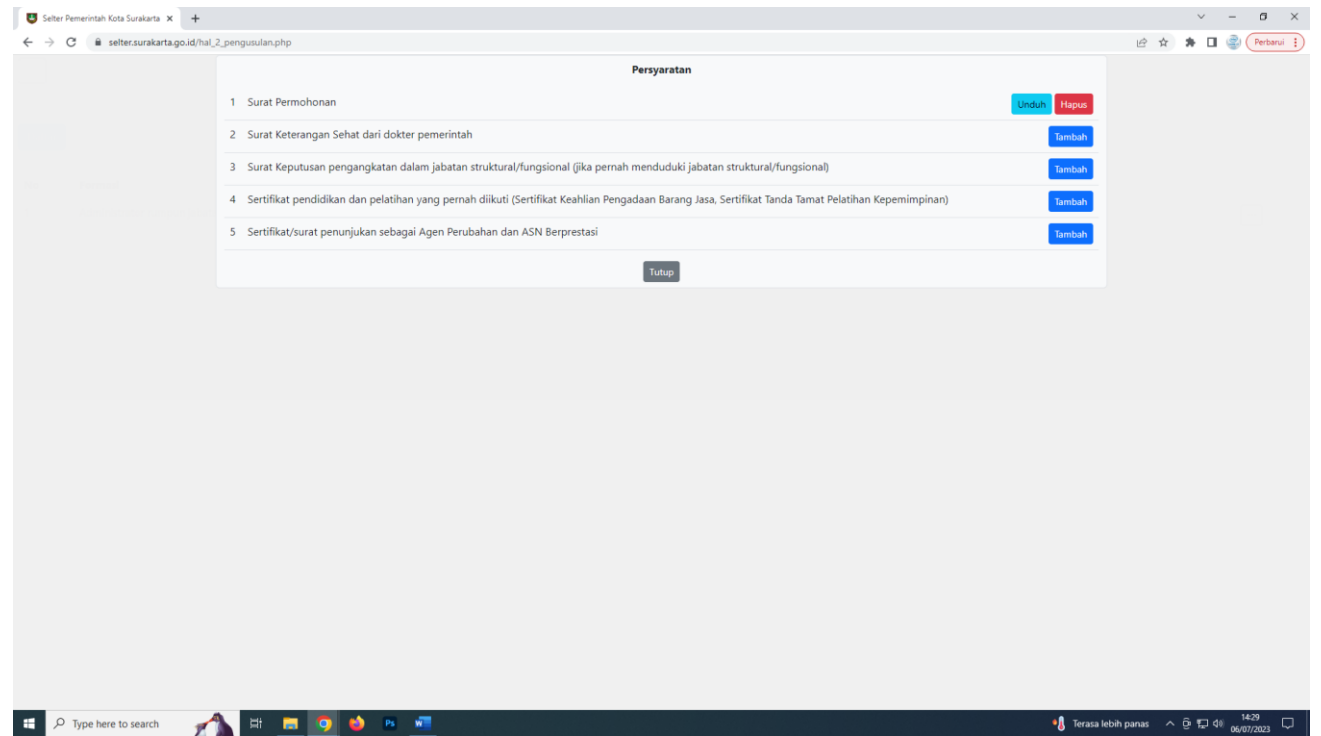 Selter Pemerintah Kota Surakarta
selter.surakarta.go.id/hal_2_pengusulan.php
Perbarui
Persyaratan
1 Surat Permohonan Unduh Hapus
2 Surat Keterangan Sehat dari dokter pemerintah Tambah
3 Surat Keputusan pengangkatan dalam jabatan struktural/fungsional (jika pernah menduduki jabatan struktural/fungsional) Tambah
4 Sertifikat pendidikan dan pelatihan yang pernah diikuti (Sertifikat Keahlian Pengadaan Barang Jasa, Sertifikat Tanda Tamat Pelatihan Kepemimpinan) Tambah
5 Sertifikat/surat penunjukan sebagai Agen Perubahan dan ASN Berprestasi Tambah
Tutup
Type here to search Ps W Terasa lebih panas 14:29
06/07/2023